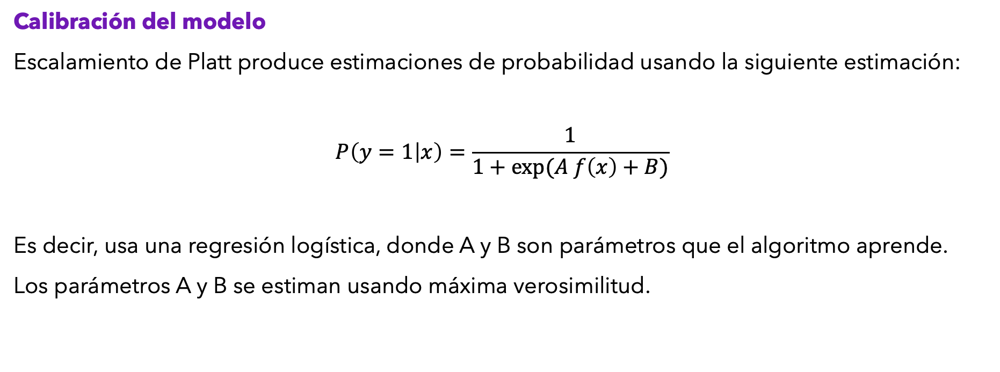 Calibración del modelo
Escalamiento de Platt produce estimaciones de probabilidad usando la siguiente estimación:
P(y = 1|x) = 1 / (1 + exp(A f(x) + B))
Es decir, usa una regresión logística, donde A y B son parámetros que el algoritmo aprende.
Los parámetros A y B se estiman usando máxima verosimilitud.